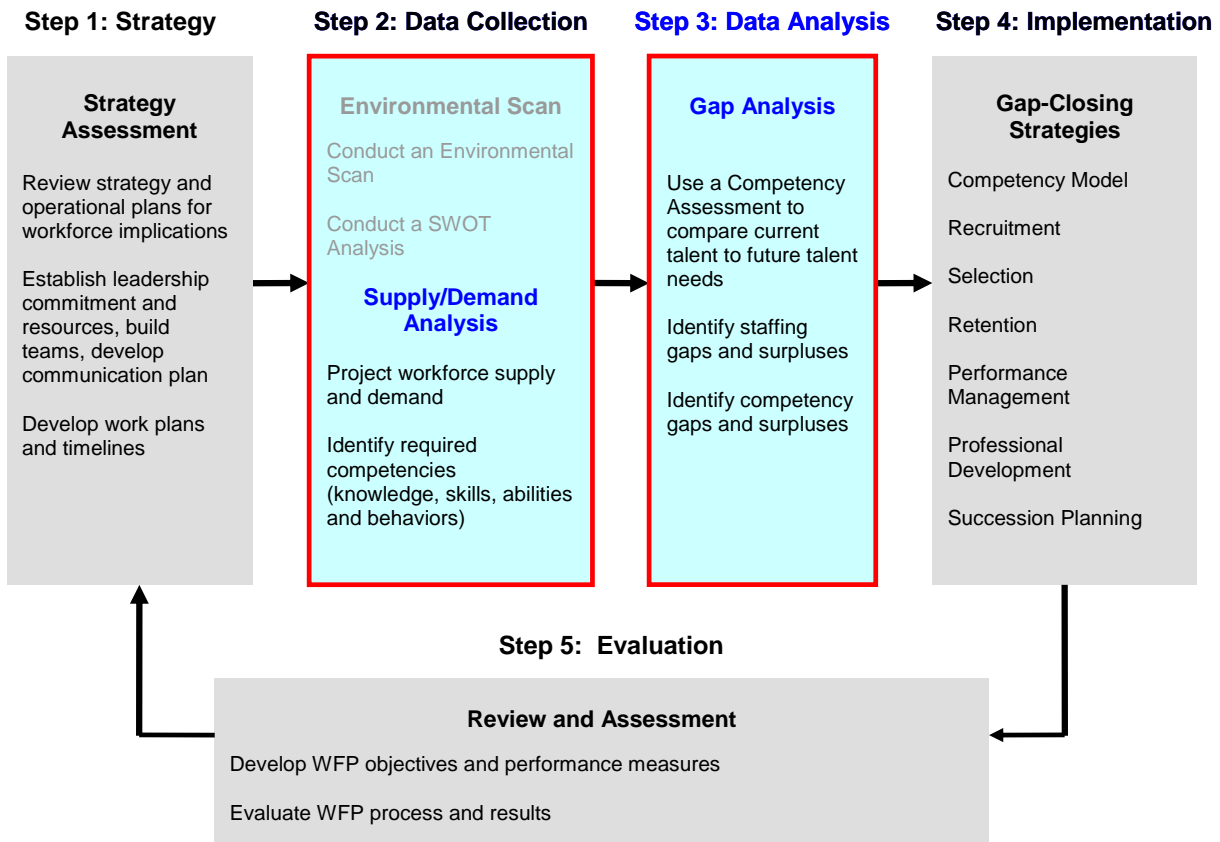 Step 1: Strategy
Step 2: Data Collection
Step 3: Data Analysis
Step 4: Implementation
Strategy
Assessment
Review strategy and
operational plans for
workforce implications
Establish leadership
commitment and
resources, build
teams, develop
communication plan
Develop work plans
and timelines
Environmental Scan
Conduct an Environmental
Scan
Conduct a SWOT
Analysis
Supply/Demand
Analysis
Project workforce supply
and demand
Identify required
competencies
(knowledge, skills, abilities
and behaviors)
Gap Analysis
Use a Competency
Assessment to
compare current
talent to future talent
needs
Identify staffing
gaps and surpluses
Identify competency
gaps and surpluses
Gap-Closing
Strategies
Competency Model
Recruitment
Selection
Retention
Performance
Management
Professional
Development
Succession Planning
Step 5:  Evaluation
Review and Assessment
Develop WFP objectives and performance measures
Evaluate WFP process and results